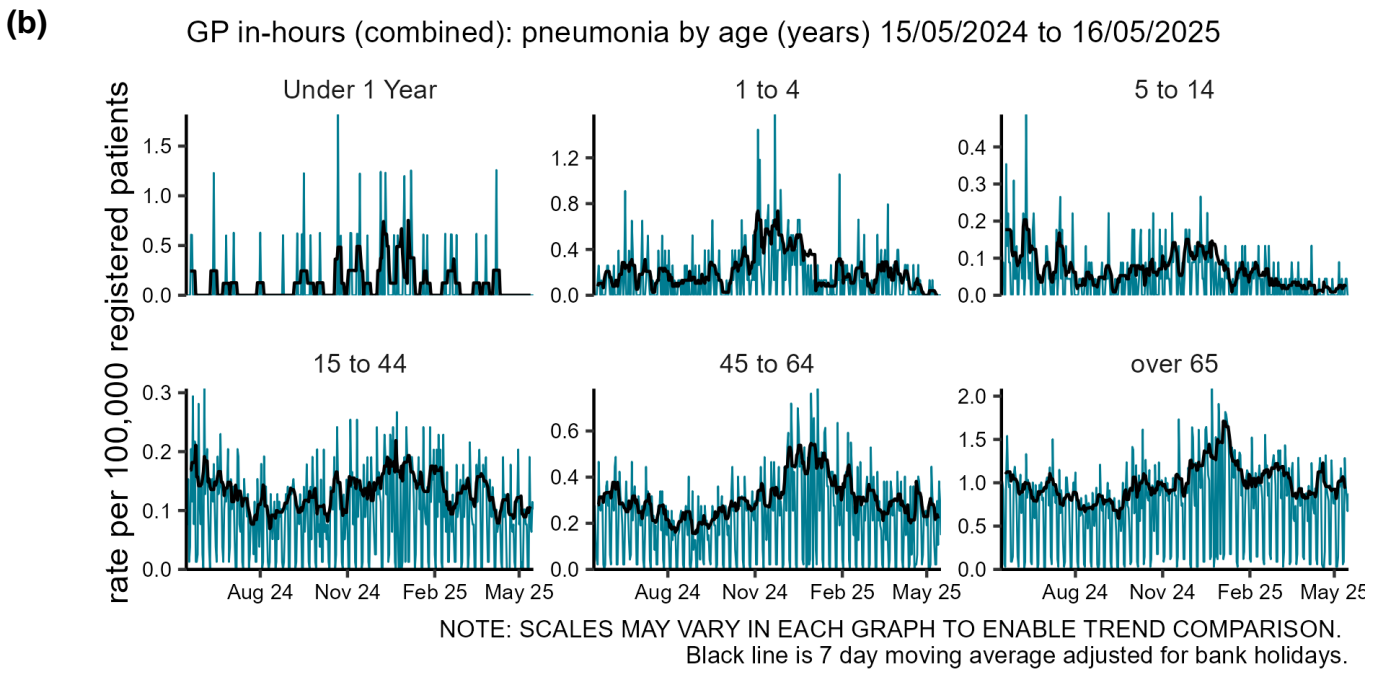 (b)
GP in-hours (combined): pneumonia by age (years) 15/05/2024 to 16/05/2025
rate per 100,000 registered patients
Under 1 Year
1.5
1.0
0.5
0.0
1 to 4
1.2
0.8
0.4
0.0
5 to 14
0.4
0.3
0.2
0.1
0.0
15 to 44
0.3
0.2
0.1
0.0
Aug 24 Nov 24 Feb 25 May 25
45 to 64
0.6
0.4
0.2
0.0
Aug 24 Nov 24 Feb 25 May 25
over 65
2.0
1.5
1.0
0.5
0.0
Aug 24 Nov 24 Feb 25 May 25
NOTE: SCALES MAY VARY IN EACH GRAPH TO ENABLE TREND COMPARISON.
Black line is 7 day moving average adjusted for bank holidays.